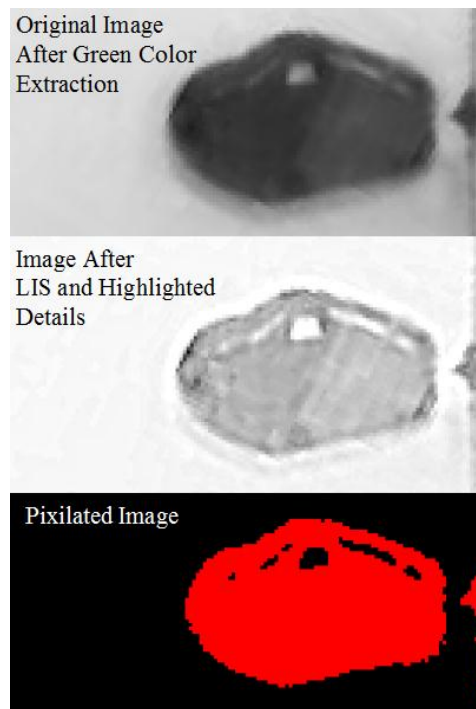 Original Image
After Green Color
Extraction
Image After
LIS and Highlighted
Details
Pixilated Image